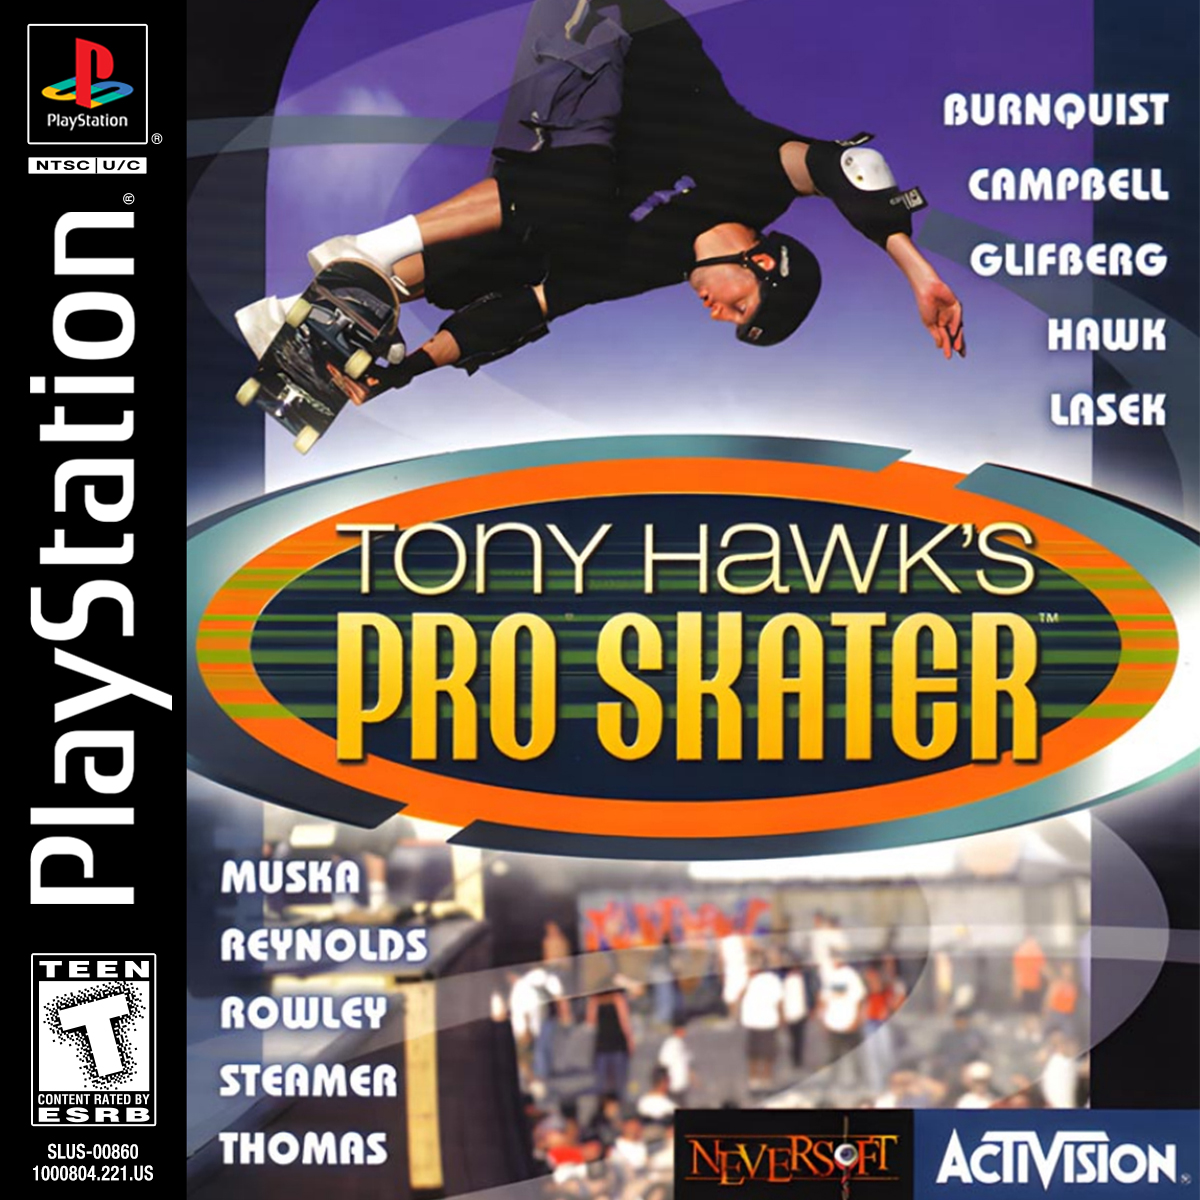 PlayStation
®
NTSC U/C
PlayStation
®
TEEN
T
CONTENT RATED BY
ESRB
SLUS-00860
1000804.221.US
BURNQUIST
CAMPBELL
GLIFBERG
HAWK
LASEK
TONY HAWK'S
PRO SKATER™
MUSKA
REYNOLDS
ROWLEY
STEAMER
THOMAS
NEVERSOFT
ACTIVISION®